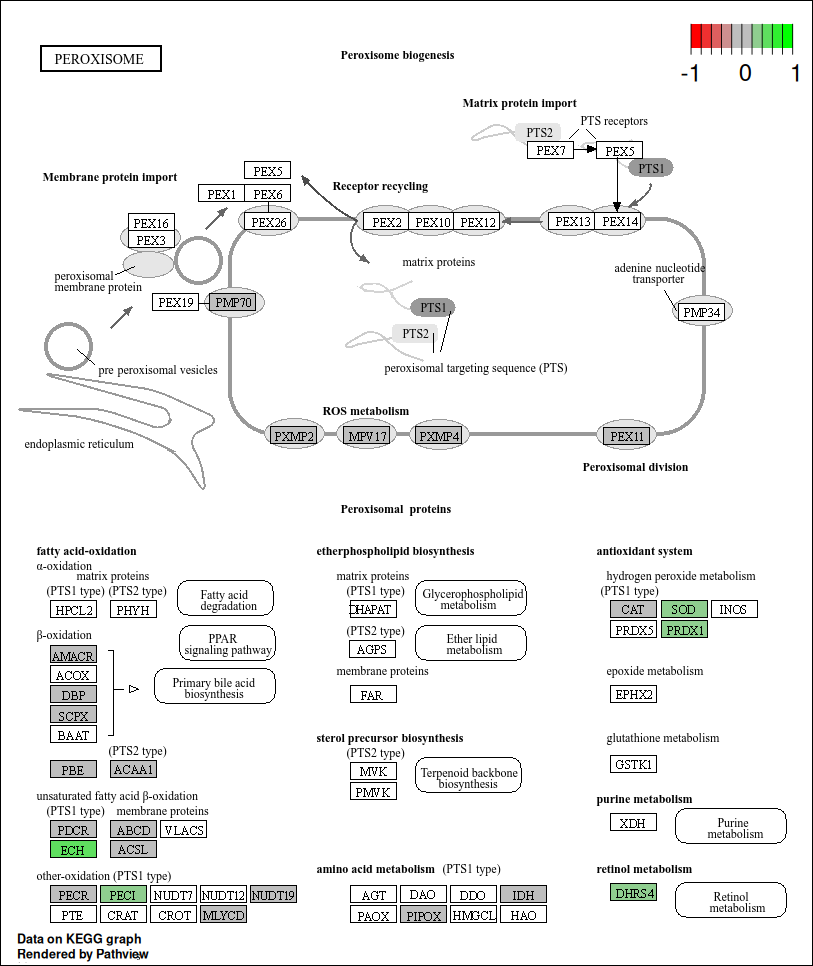 PEROXISOME
Peroxisome biogenesis
-1 0 1
Matrix protein import
PTS2
PTS receptors
PEX7
PEX5
PTS1
Membrane protein import
PEX5
PEX1 PEX6
Receptor recycling
PEX16
PEX3
PEX26
PEX2 PEX10 PEX12
PEX13 PEX14
peroxisomal
membrane protein
matrix proteins
adenine nucleotide
transporter
PEX19
PMP70
PTS1
PMP34
PTS2
pre peroxisomal vesicles
peroxisomal targeting sequence (PTS)
ROS metabolism
endoplasmic reticulum
PXMP2
MPV17
PXMP4
PEX11
Peroxisomal division
Peroxisomal proteins
fatty acid-oxidation
α-oxidation
matrix proteins
(PTS1 type) (PTS2 type)
HPCL2 PHYH
Fatty acid
degradation
β-oxidation
PPAR
signaling pathway
AMACR
ACOX
DBP
SCPX
BAAT
Primary bile acid
biosynthesis
(PTS2 type)
PBE ACAA1
unsaturated fatty acid β-oxidation
(PTS1 type) membrane proteins
PDCR ABCD VLACS
ECH ACSL
other-oxidation (PTS1 type)
PECR PECI NUDT7 NUDT12 NUDT19
PTE CRAT CROT MLYCD
etherphospholipid biosynthesis
matrix proteins
(PTS1 type)
DHAPAT
Glycerophospholipid
metabolism
(PTS2 type)
AGPS
Ether lipid
metabolism
membrane proteins
FAR
sterol precursor biosynthesis
(PTS2 type)
MVK
PMVK
Terpenoid backbone
biosynthesis
amino acid metabolism (PTS1 type)
AGT DAO DDO IDH
PAOX PIPOX HMGCL HAO
antioxidant system
hydrogen peroxide metabolism
(PTS1 type)
CAT SOD INOS
PRDX5 PRDX1
epoxide metabolism
EPHX2
glutathione metabolism
GSTK1
purine metabolism
XDH
Purine
metabolism
retinol metabolism
DHRS4
Retinol
metabolism
Data on KEGG graph
Rendered by Pathview